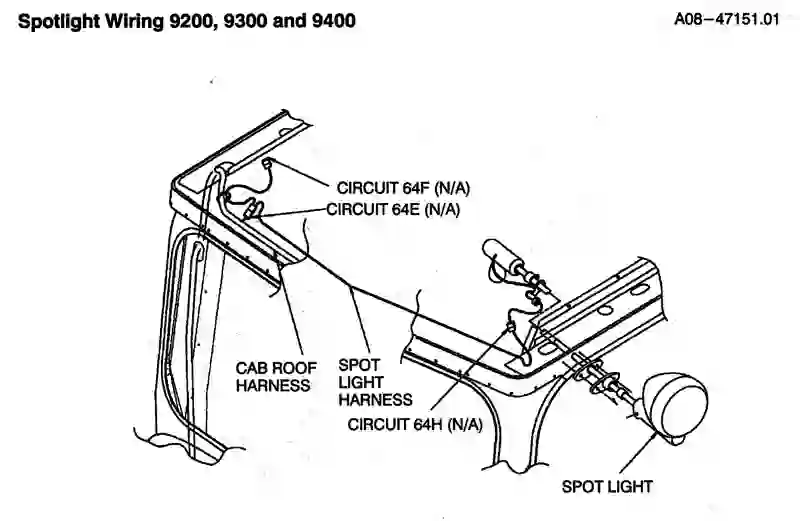 Spotlight Wiring 9200, 9300 and 9400
A08-47151.01
CIRCUIT 64F (N/A)
CIRCUIT 64E (N/A)
CAB ROOF
HARNESS
SPOT
LIGHT
HARNESS
CIRCUIT 64H (N/A)
SPOT LIGHT